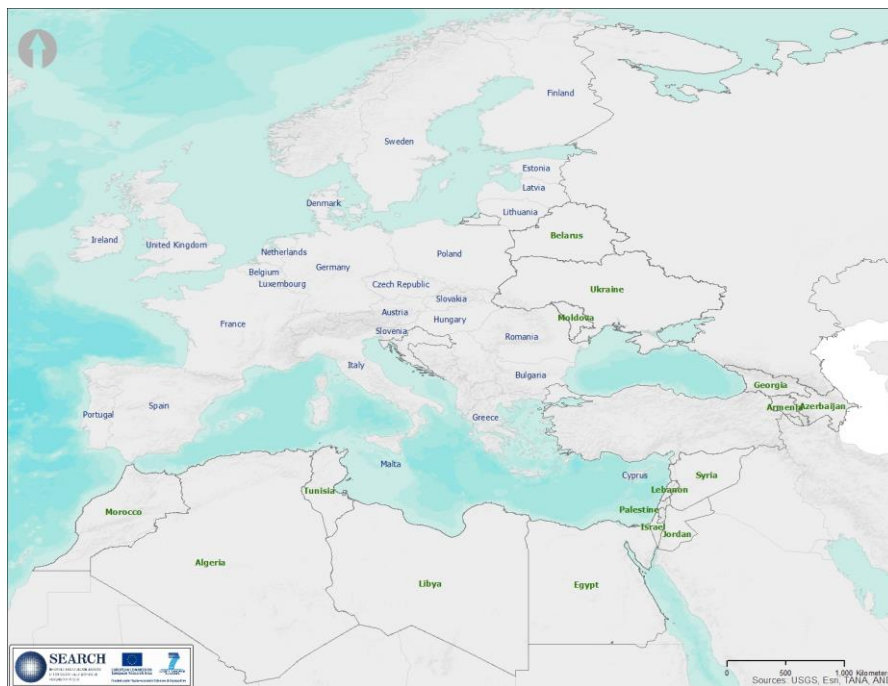 Finland
Sweden
Estonia
Latvia
Denmark
Lithuania
Belarus
Ireland
United Kingdom
Netherlands
Poland
Belgium
Germany
Luxembourg
Czech Republic
Ukraine
Slovakia
Austria
Hungary
Moldova
France
Slovenia
Romania
Italy
Bulgaria
Georgia
Portugal
Spain
Greece
Armenia
Azerbaijan
Malta
Cyprus
Syria
Tunisia
Lebanon
Morocco
Palestine
Israel
Jordan
Algeria
Libya
Egypt
SEARCH
0 500 1.000 Kilometers
Sources: USGS, Esri, TANA, AND